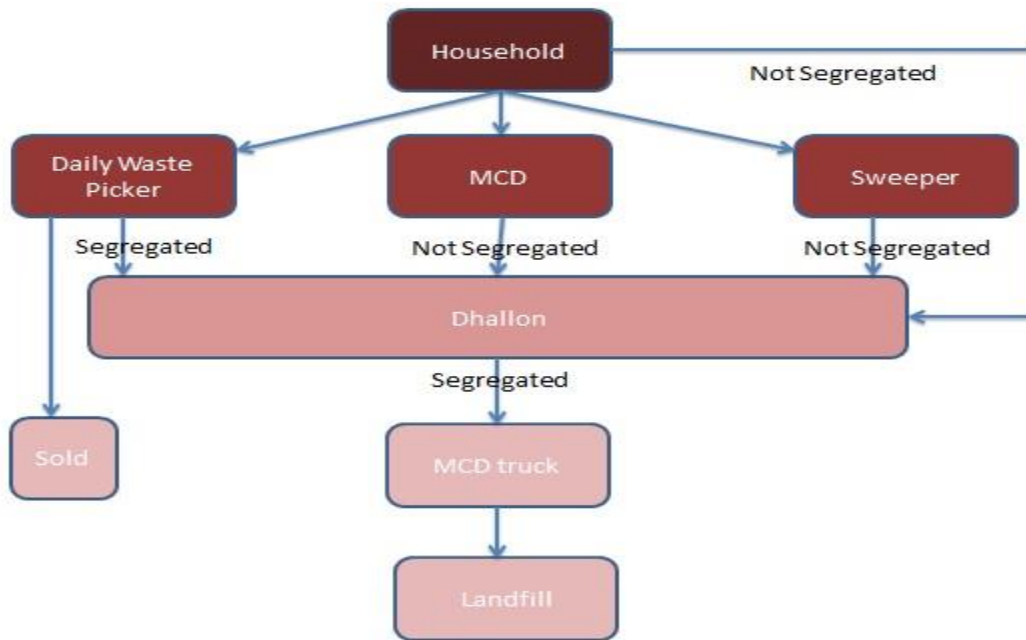 Household
Not Segregated
Daily Waste
Picker
MCD
Sweeper
Segregated
Not Segregated
Not Segregated
Dhallon
Segregated
Sold
MCD truck
Landfill